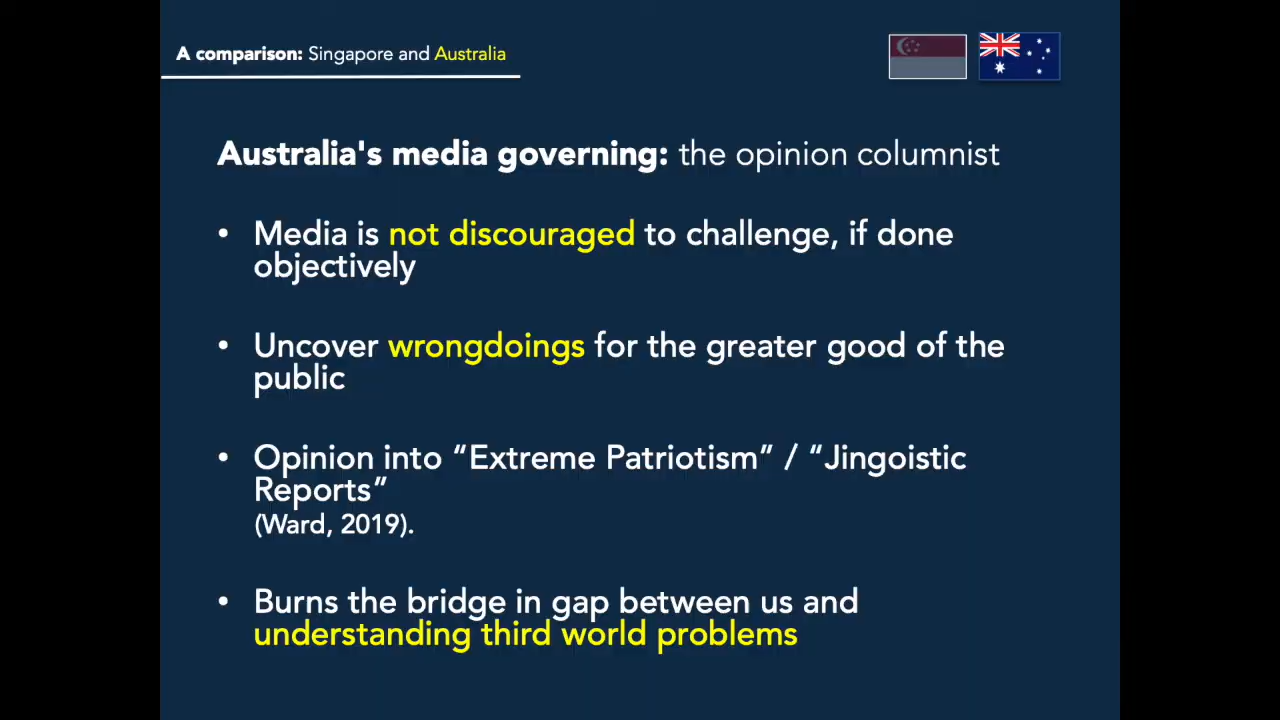 A comparison: Singapore and Australia
Australia's media governing: the opinion columnist
• Media is not discouraged to challenge, if done
objectively
• Uncover wrongdoings for the greater good of the
public
• Opinion into “Extreme Patriotism” / “Jingoistic
Reports”
(Ward, 2019).
• Burns the bridge in gap between us and
understanding third world problems